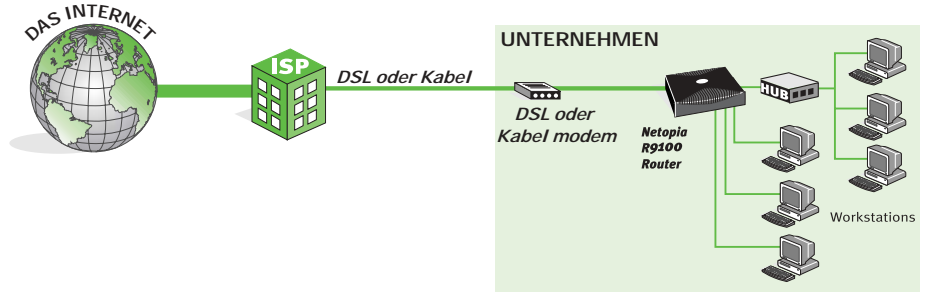 DAS INTERNET
ISP
DSL oder Kabel
UNTERNEHMEN
DSL oder
Kabel modem
Netopia
R9100
Router
HUB
Workstations